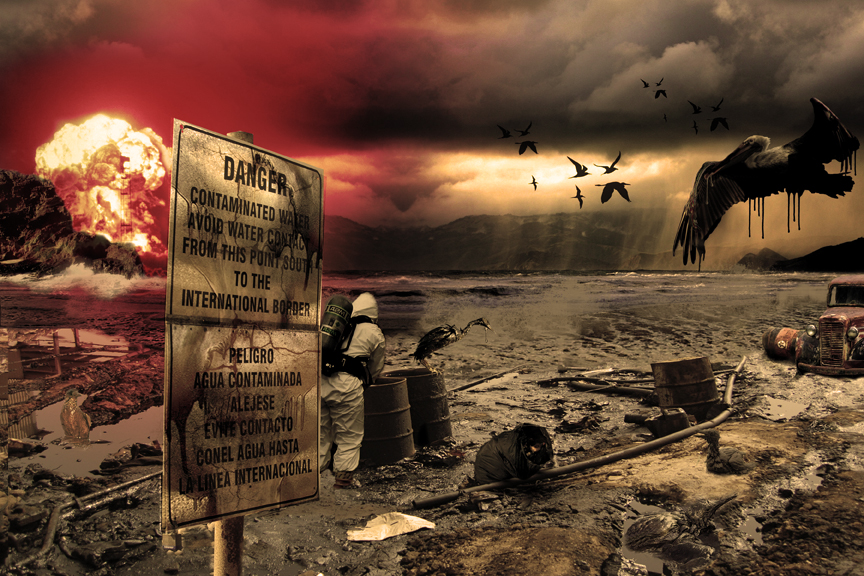 DANGER
CONTAMINATED WATER
AVOID WATER CONTACT
FROM THIS POINT SOUTH
TO THE
INTERNATIONAL BORDER
PELIGRO
AGUA CONTAMINADA
ALEJESE
EVITE CONTACTO
CON EL AGUA HASTA
LA LINEA INTERNACIONAL